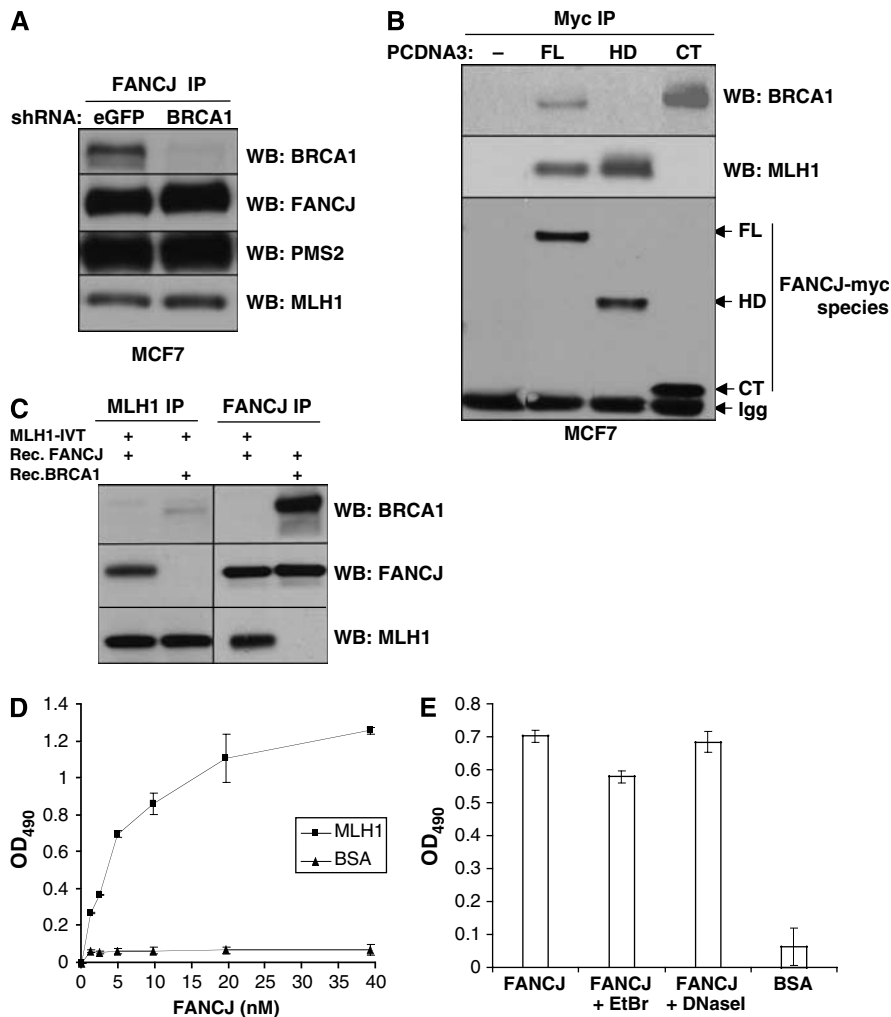 A
FANCJ IP
shRNA: eGFP BRCA1
WB: BRCA1
WB: FANCJ
WB: PMS2
WB: MLH1
MCF7
B
Myc IP
PCDNA3: – FL HD CT
WB: BRCA1
WB: MLH1
FL
HD
FANCJ-myc
species
CT
Igg
MCF7
C
MLH1 IP FANCJ IP
MLH1-IVT + + +
Rec. FANCJ + + +
Rec.BRCA1 + +
WB: BRCA1
WB: FANCJ
WB: MLH1
D
1.4
1.2
1
0.8
0.6
0.4
0.2
0
OD490
MLH1
BSA
0 5 10 15 20 25 30 35 40
FANCJ (nM)
E
0.8
0.7
0.6
0.5
0.4
0.3
0.2
0.1
0
OD490
FANCJ FANCJ FANCJ BSA
+ EtBr + DNaseI